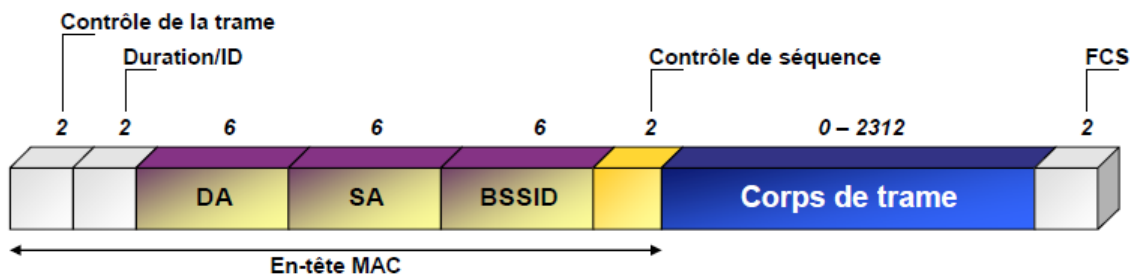 Contrôle de la trame
Duration/ID
Contrôle de séquence
FCS
2 2 6 6 6 2 0 – 2312 2
DA SA BSSID Corps de trame
En-tête MAC